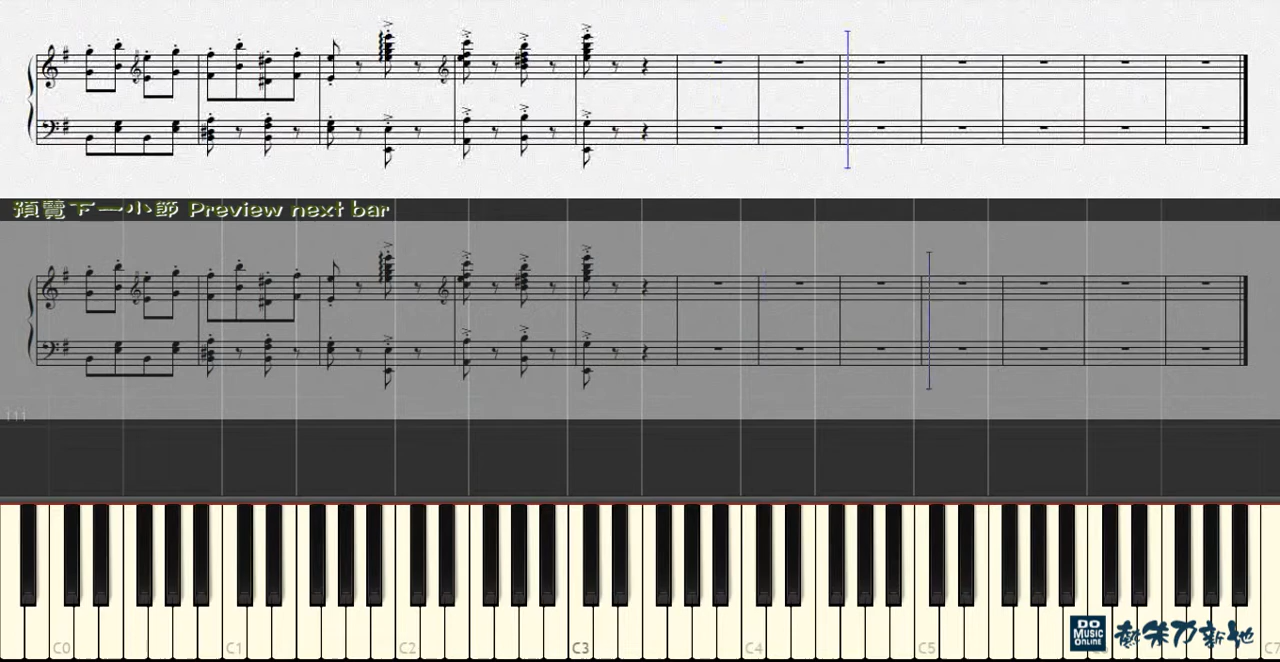 預覽下一小節 Preview next bar
111
C0 C1 C2 C3 C4 C5 C7
DO
MUSIC
ONLINE